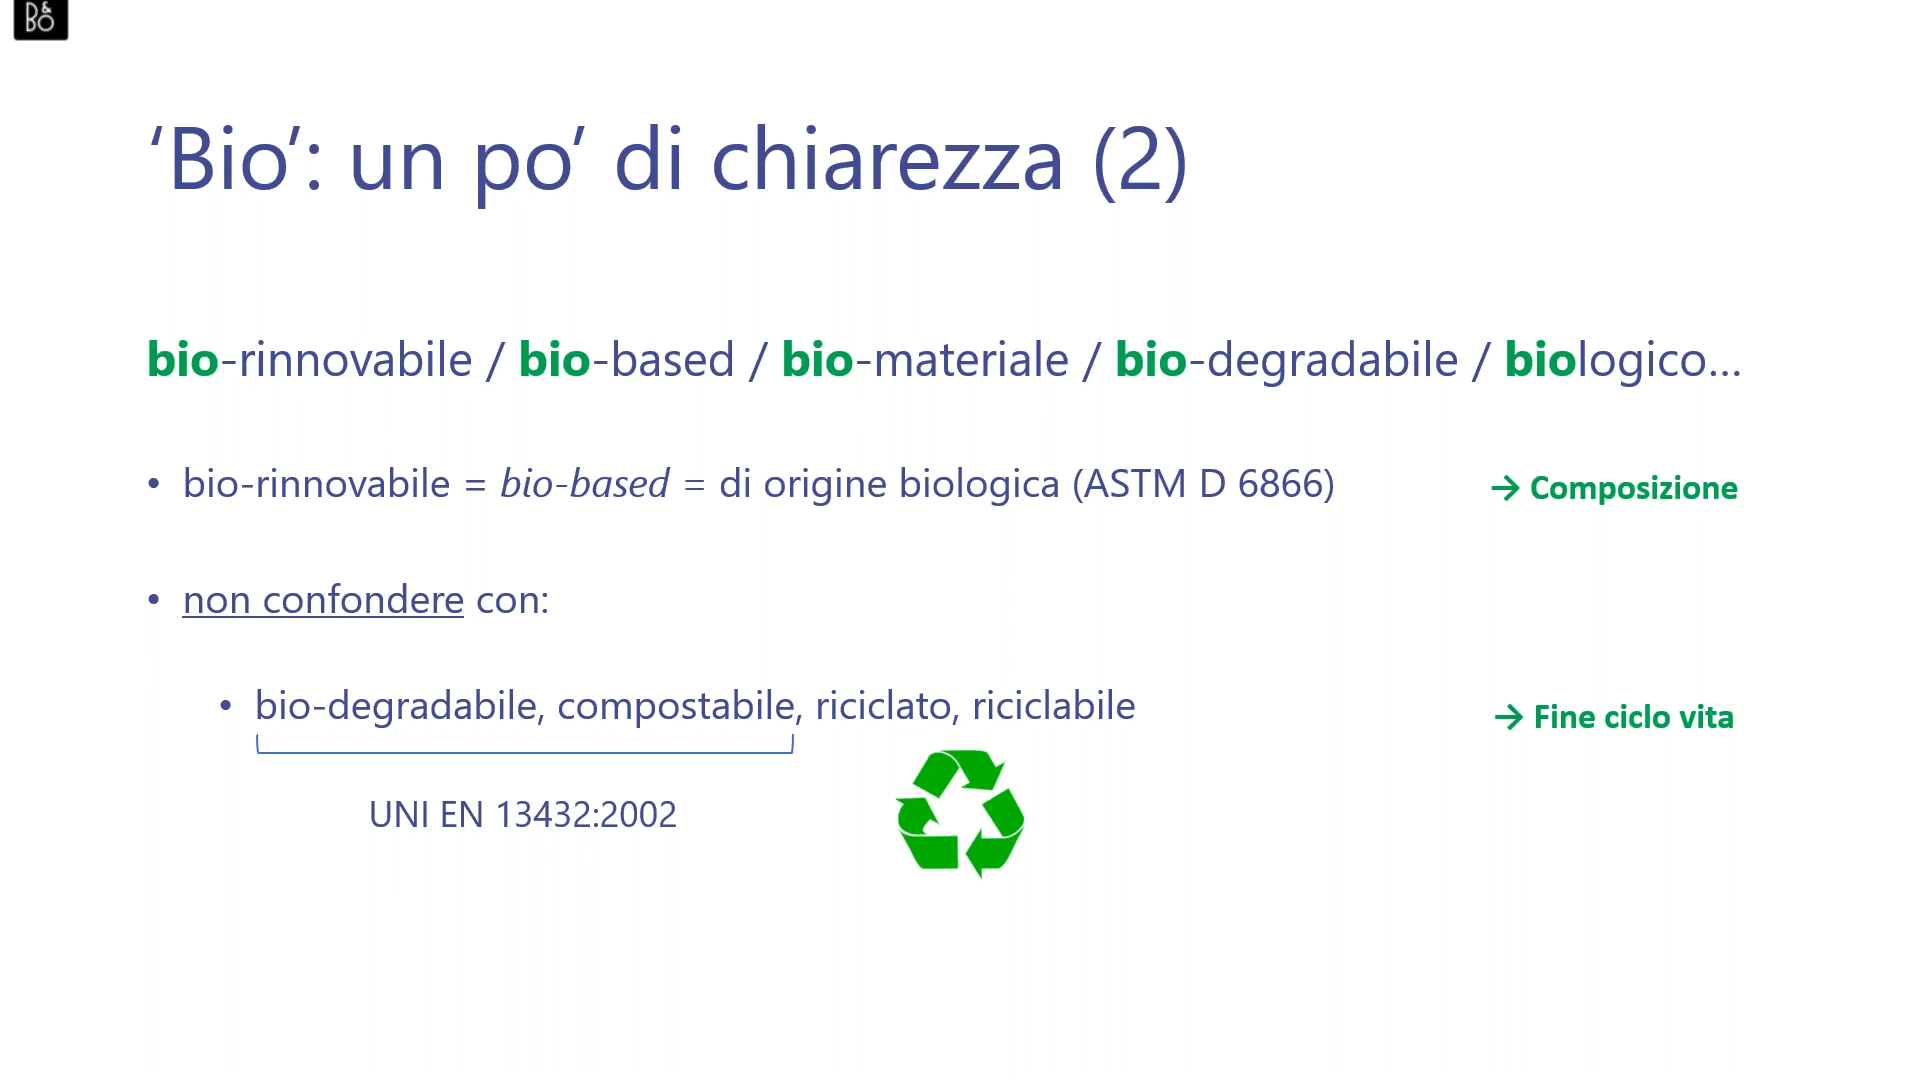 B&O
‘Bio’: un po’ di chiarezza (2)
bio-rinnovabile / bio-based / bio-materiale / bio-degradabile / biologico...
• bio-rinnovabile = bio-based = di origine biologica (ASTM D 6866)
→ Composizione
• non confondere con:
• bio-degradabile, compostabile, riciclato, riciclabile
→ Fine ciclo vita
UNI EN 13432:2002